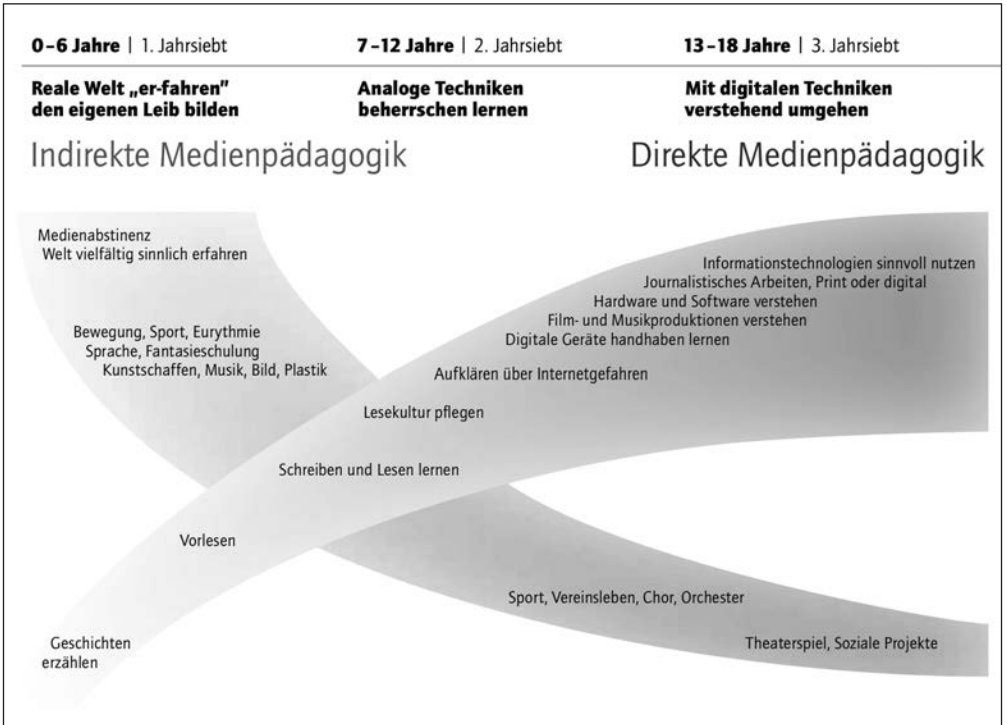 0–6 Jahre | 1. Jahrsiebt
7–12 Jahre | 2. Jahrsiebt
13–18 Jahre | 3. Jahrsiebt
Reale Welt „er-fahren”
den eigenen Leib bilden
Analoge Techniken
beherrschen lernen
Mit digitalen Techniken
verstehend umgehen
Indirekte Medienpädagogik
Direkte Medienpädagogik
Medienabstinenz
Welt vielfältig sinnlich erfahren
Bewegung, Sport, Eurythmie
Sprache, Fantasieschulung
Kunstschaffen, Musik, Bild, Plastik
Informationstechnologien sinnvoll nutzen
Journalistisches Arbeiten, Print oder digital
Hardware und Software verstehen
Film- und Musikproduktionen verstehen
Digitale Geräte handhaben lernen
Aufklären über Internetgefahren
Lesekultur pflegen
Schreiben und Lesen lernen
Vorlesen
Geschichten
erzählen
Sport, Vereinsleben, Chor, Orchester
Theaterspiel, Soziale Projekte